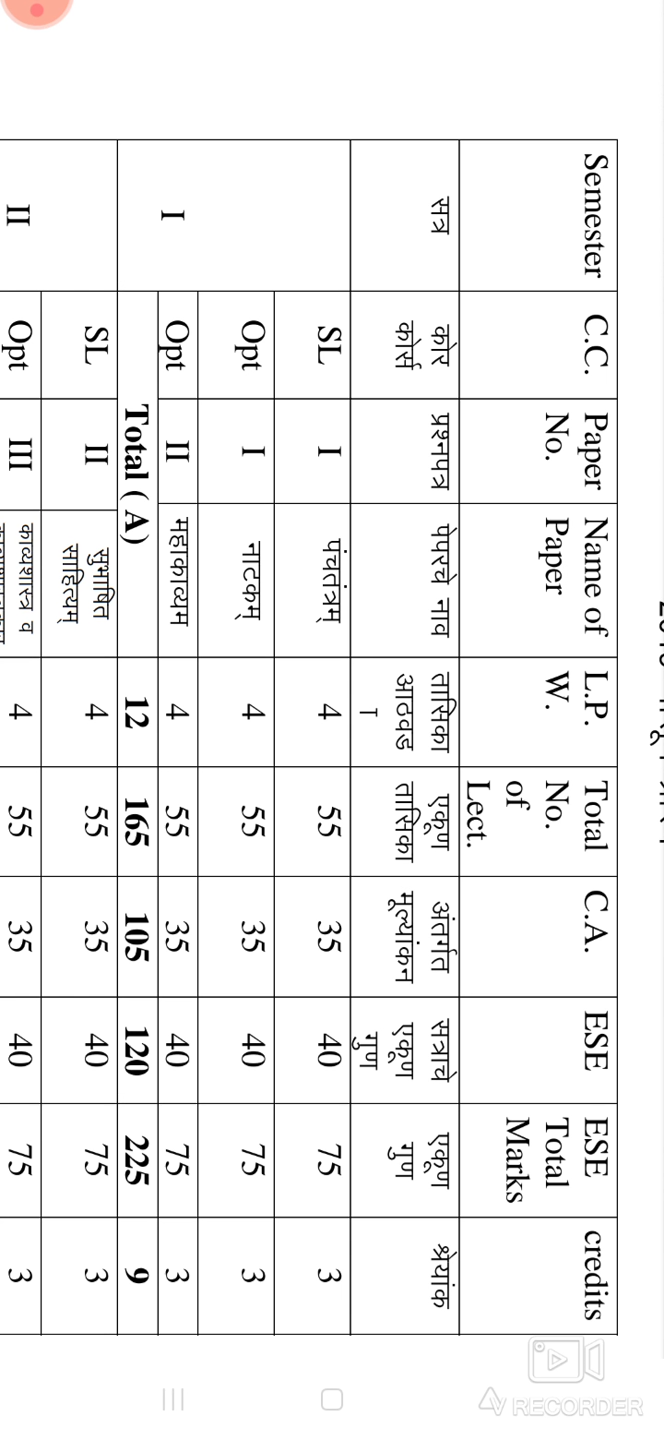 Semester C.C. Paper No. Name of Paper L.P. W. Total No. of Lect. C.A. ESE ESE Total Marks credits
सत्र कोर कोर्स प्रश्नपत्र पेपरचे नाव तासिका आठवडा एकूण तासिका अंतर्गत मूल्यांकन सत्राचे एकूण गुण एकूण गुण श्रेयांक
I SL I पंचतंत्रम् 4 55 35 40 75 3
Opt I नाटकम् 4 55 35 40 75 3
Opt II महाकाव्यम 4 55 35 40 75 3
Total ( A) 12 165 105 120 225 9
II SL II सुभाषित साहित्यम् 4 55 35 40 75 3
Opt III काव्यशास्त्र व 4 55 35 40 75 3
RECORDER